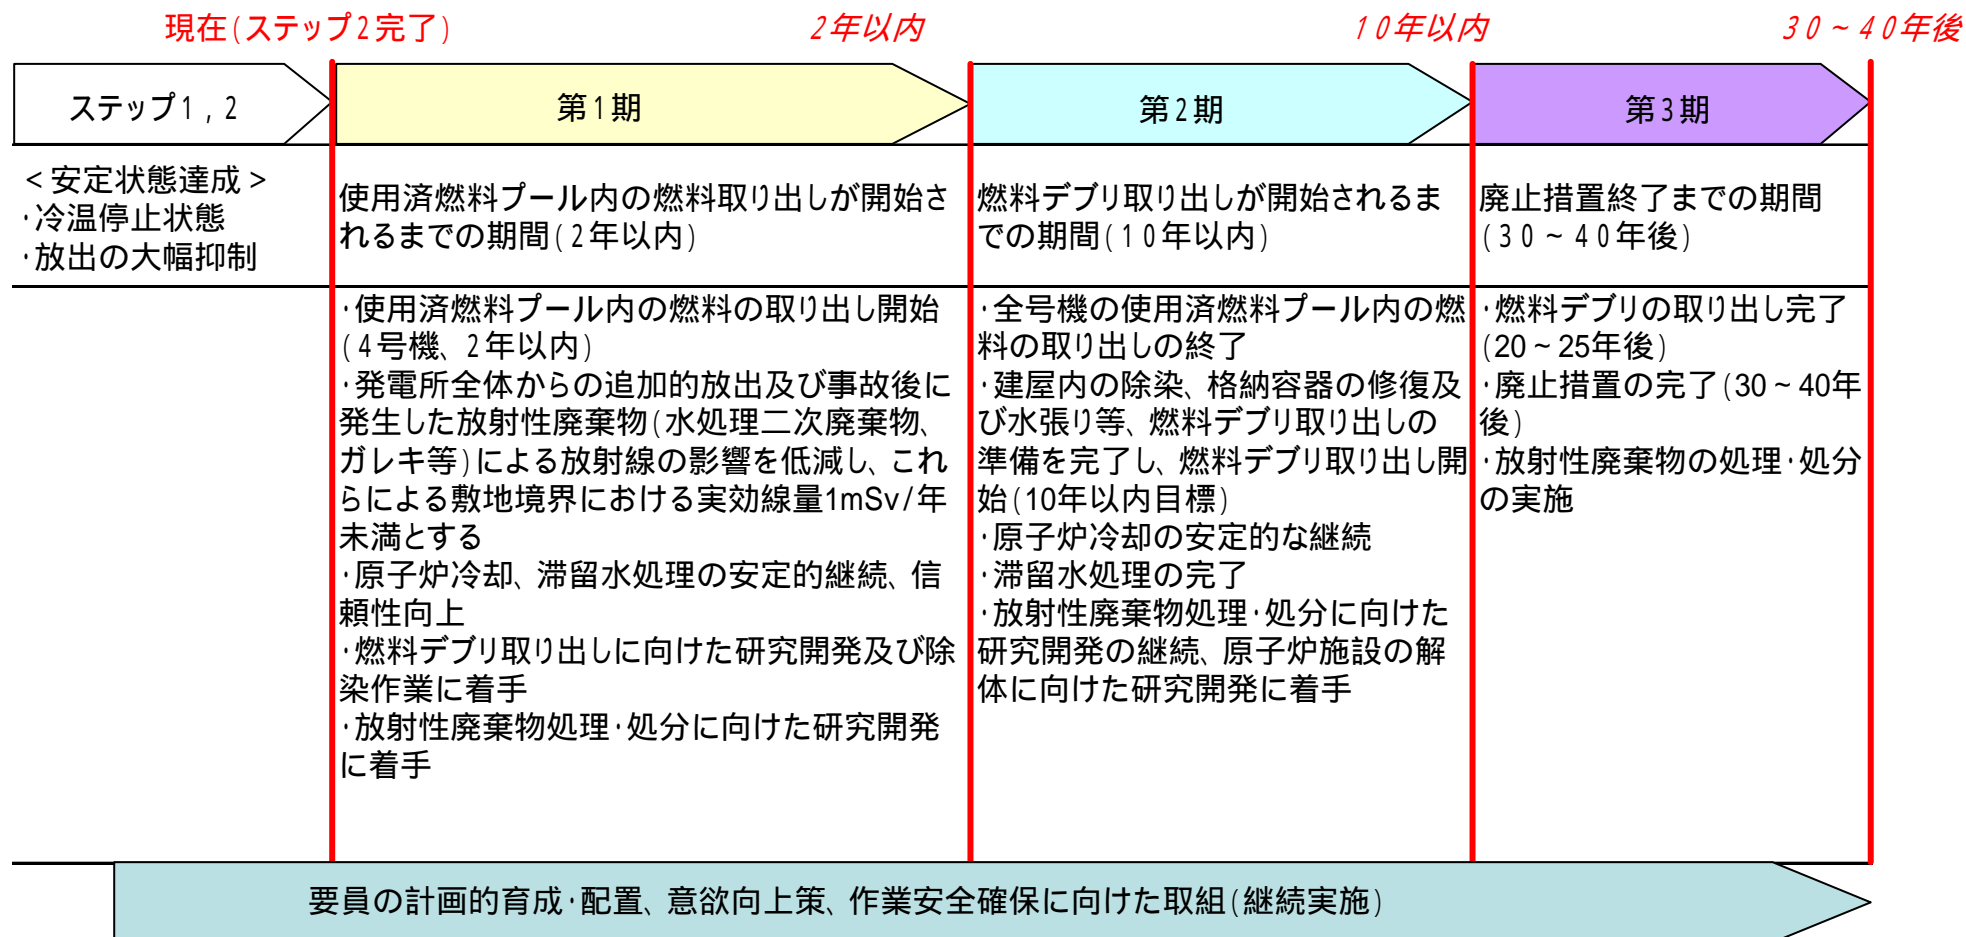 現在(ステップ2完了)
2年以内
10年以内
30~40年後
ステップ1,2
第1期
第2期
第3期
<安定状態達成>
・冷温停止状態
・放出の大幅抑制
使用済燃料プール内の燃料取り出しが開始さ
れるまでの期間(2年以内)
燃料デブリ取り出しが開始されるま
での期間(10年以内)
廃止措置終了までの期間
(30~40年後)
・使用済燃料プール内の燃料の取り出し開始
(4号機、2年以内)
・発電所全体からの追加的放出及び事故後に
発生した放射性廃棄物(水処理二次廃棄物、
ガレキ等)による放射線の影響を低減し、これ
らによる敷地境界における実効線量1mSv/年
未満とする
・原子炉冷却、滞留水処理の安定的継続、信
頼性向上
・燃料デブリ取り出しに向けた研究開発及び除
染作業に着手
・放射性廃棄物処理・処分に向けた研究開発
に着手
・全号機の使用済燃料プール内の燃
料の取り出しの終了
・建屋内の除染、格納容器の修復及
び水張り等、燃料デブリ取り出しの
準備を完了し、燃料デブリ取り出し開
始(10年以内目標)
・原子炉冷却の安定的な継続
・滞留水処理の完了
・放射性廃棄物処理・処分に向けた
研究開発の継続、原子炉施設の解
体に向けた研究開発に着手
・燃料デブリの取り出し完了
(20~25年後)
・廃止措置の完了(30~40年
後)
・放射性廃棄物の処理・処分
の実施
要員の計画的育成・配置、意欲向上策、作業安全確保に向けた取組(継続実施)